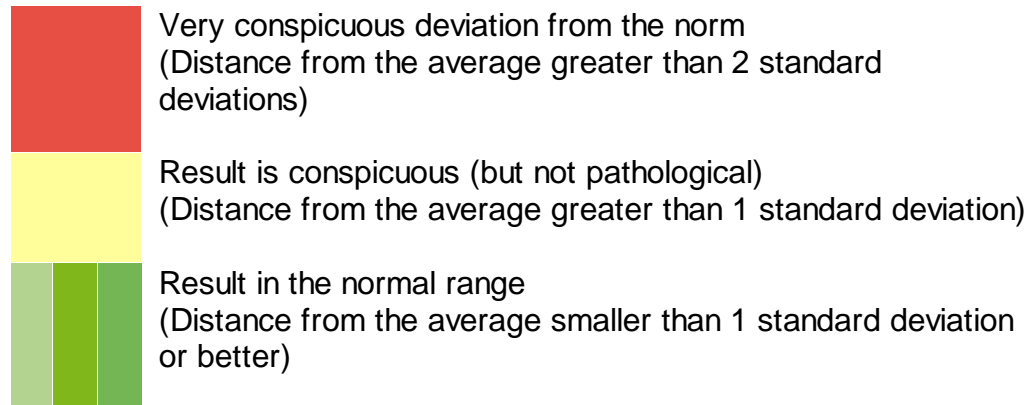 Very conspicuous deviation from the norm
(Distance from the average greater than 2 standard
deviations)
Result is conspicuous (but not pathological)
(Distance from the average greater than 1 standard deviation)
Result in the normal range
(Distance from the average smaller than 1 standard deviation
or better)